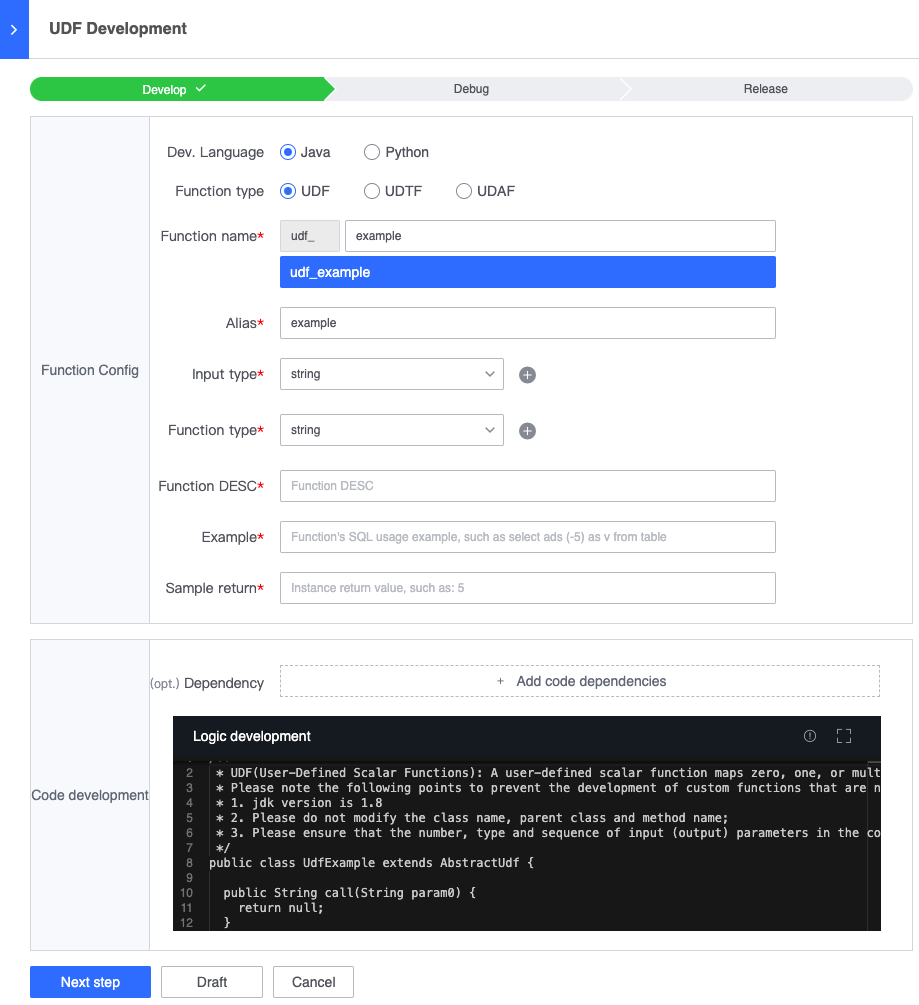 UDF Development
Develop
Debug
Release
Function Config
Dev. Language Java Python
Function type UDF UDTF UDAF
Function name* udf_ example
udf_example
Alias* example
Input type* string
Function type* string
Function DESC* Function DESC
Example* Function's SQL usage example, such as select ads (-5) as v from table
Sample return* Instance return value, such as: 5
Code development
(opt.) Dependency + Add code dependencies
Logic development
2 * UDF(User-Defined Scalar Functions): A user-defined scalar function maps zero, one, or mult
3 * Please note the following points to prevent the development of custom functions that are n
4 * 1. jdk version is 1.8
5 * 2. Please do not modify the class name, parent class and method name;
6 * 3. Please ensure that the number, type and sequence of input (output) parameters in the co
7 */
8 public class UdfExample extends AbstractUdf {
9
10 public String call(String param0) {
11 return null;
12 }
Next step Draft Cancel